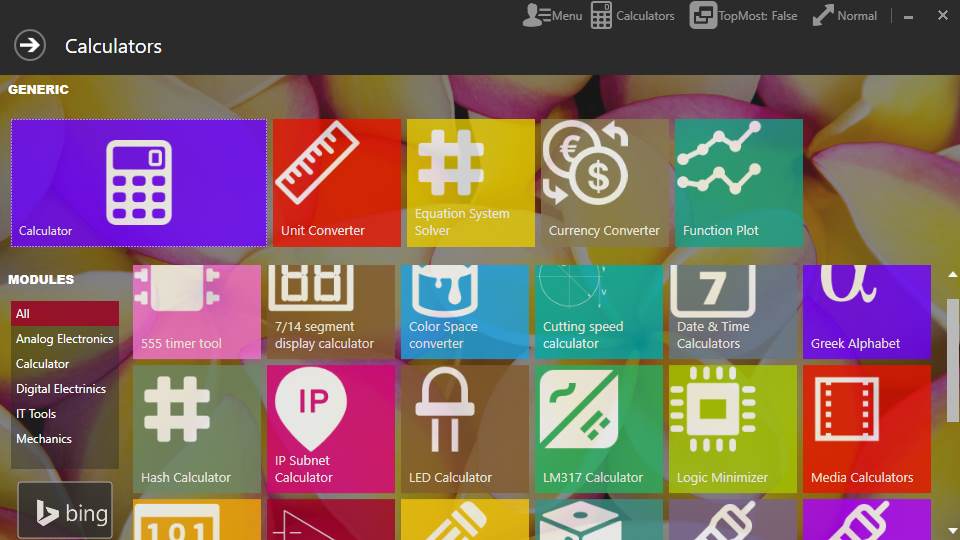 Menu
Calculators
TopMost: False
Normal
Calculators
GENERIC
0
Calculator
Unit Converter
Equation System
Solver
€
$
Currency Converter
Function Plot
MODULES
All
Analog Electronics
Calculator
Digital Electrinics
IT Tools
Mechanics
555 timer tool
88
7/14 segment
display calculator
Color Space
converter
Cutting speed
calculator
7
Date & Time
Calculators
α
Greek Alphabet
#
Hash Calculator
IP
IP Subnet
Calculator
LED Calculator
LM317 Calculator
Logic Minimizer
Media Calculators
bing
101